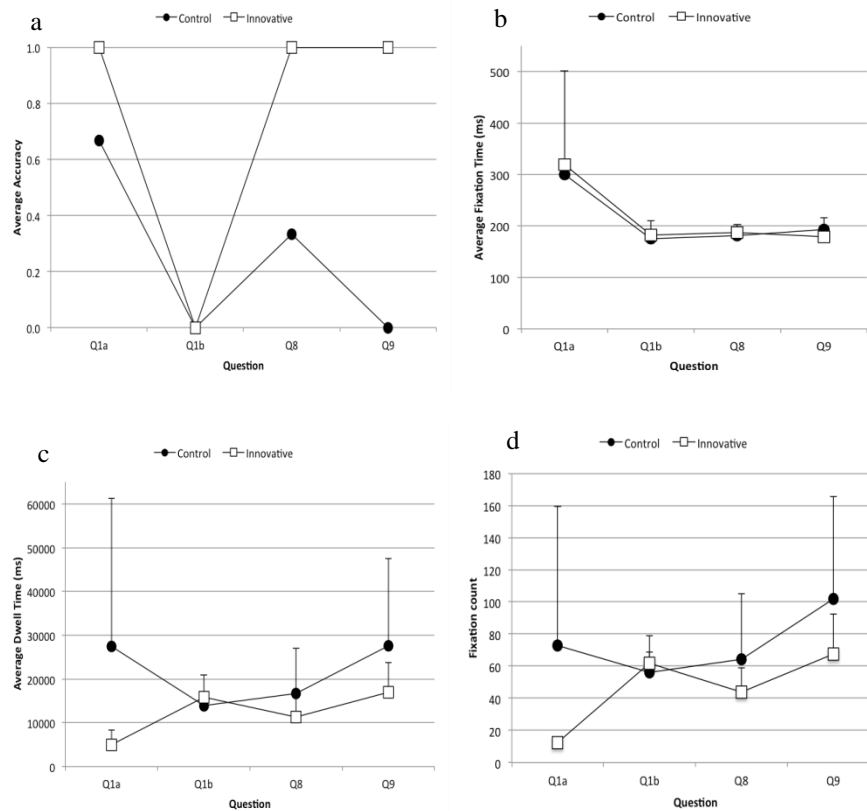 a
Control Innovative
1.0
0.8
0.6
0.4
0.2
0.0
Average Accuracy
Q1a Q1b Q8 Q9
Question
b
Control Innovative
500
400
300
200
100
0
Average Fixation Time (ms)
Q1a Q1b Q8 Q9
Question
c
Control Innovative
60000
50000
40000
30000
20000
10000
0
Average Dwell Time (ms)
Q1a Q1b Q8 Q9
Question
d
Control Innovative
180
160
140
120
100
80
60
40
20
0
Fixation count
Q1a Q1b Q8 Q9
Question